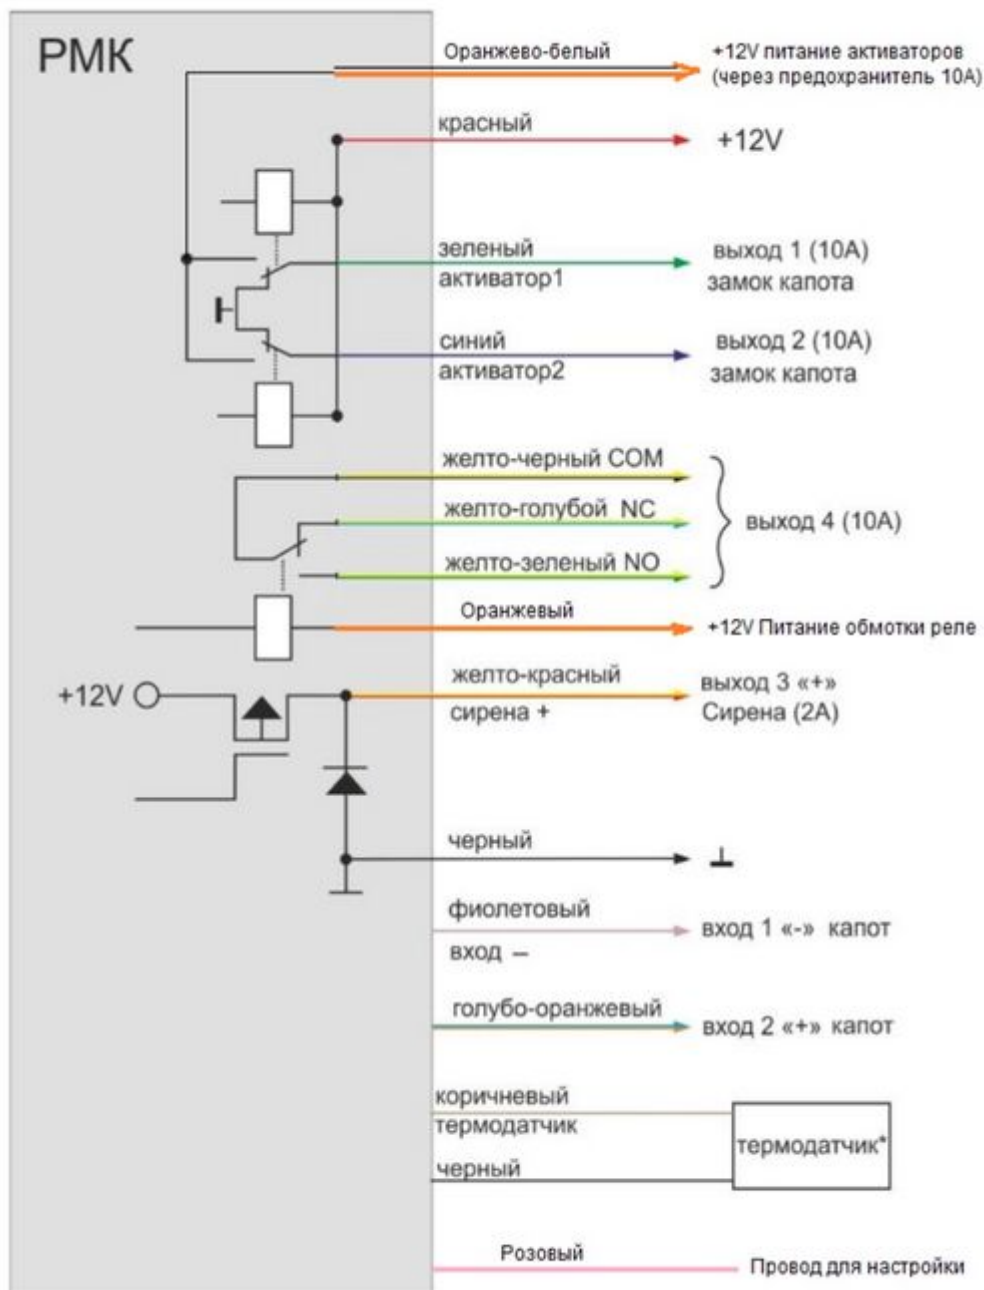 РМК
Оранжево-белый
+12V питание активаторов
(через предохранитель 10А)
красный
+12V
зеленый
активатор1
выход 1 (10А)
замок капота
синий
активатор2
выход 2 (10А)
замок капота
желто-черный COM
желто-голубой NC
выход 4 (10А)
желто-зеленый NO
Оранжевый
+12V Питание обмотки реле
+12V
желто-красный
сирена +
выход 3 «+»
Сирена (2А)
черный
фиолетовый
вход –
вход 1 «-» капот
голубо-оранжевый
вход 2 «+» капот
коричневый
термодатчик
термодатчик*
черный
Розовый
Провод для настройки